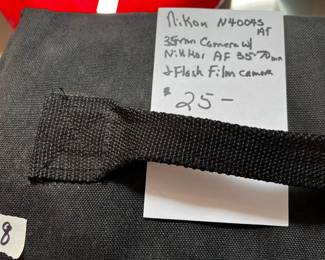 Nikon N4004s
AF
35mm Camera w/
Nikkor AF 35-70mm
& Flash Film camera
$25-
8